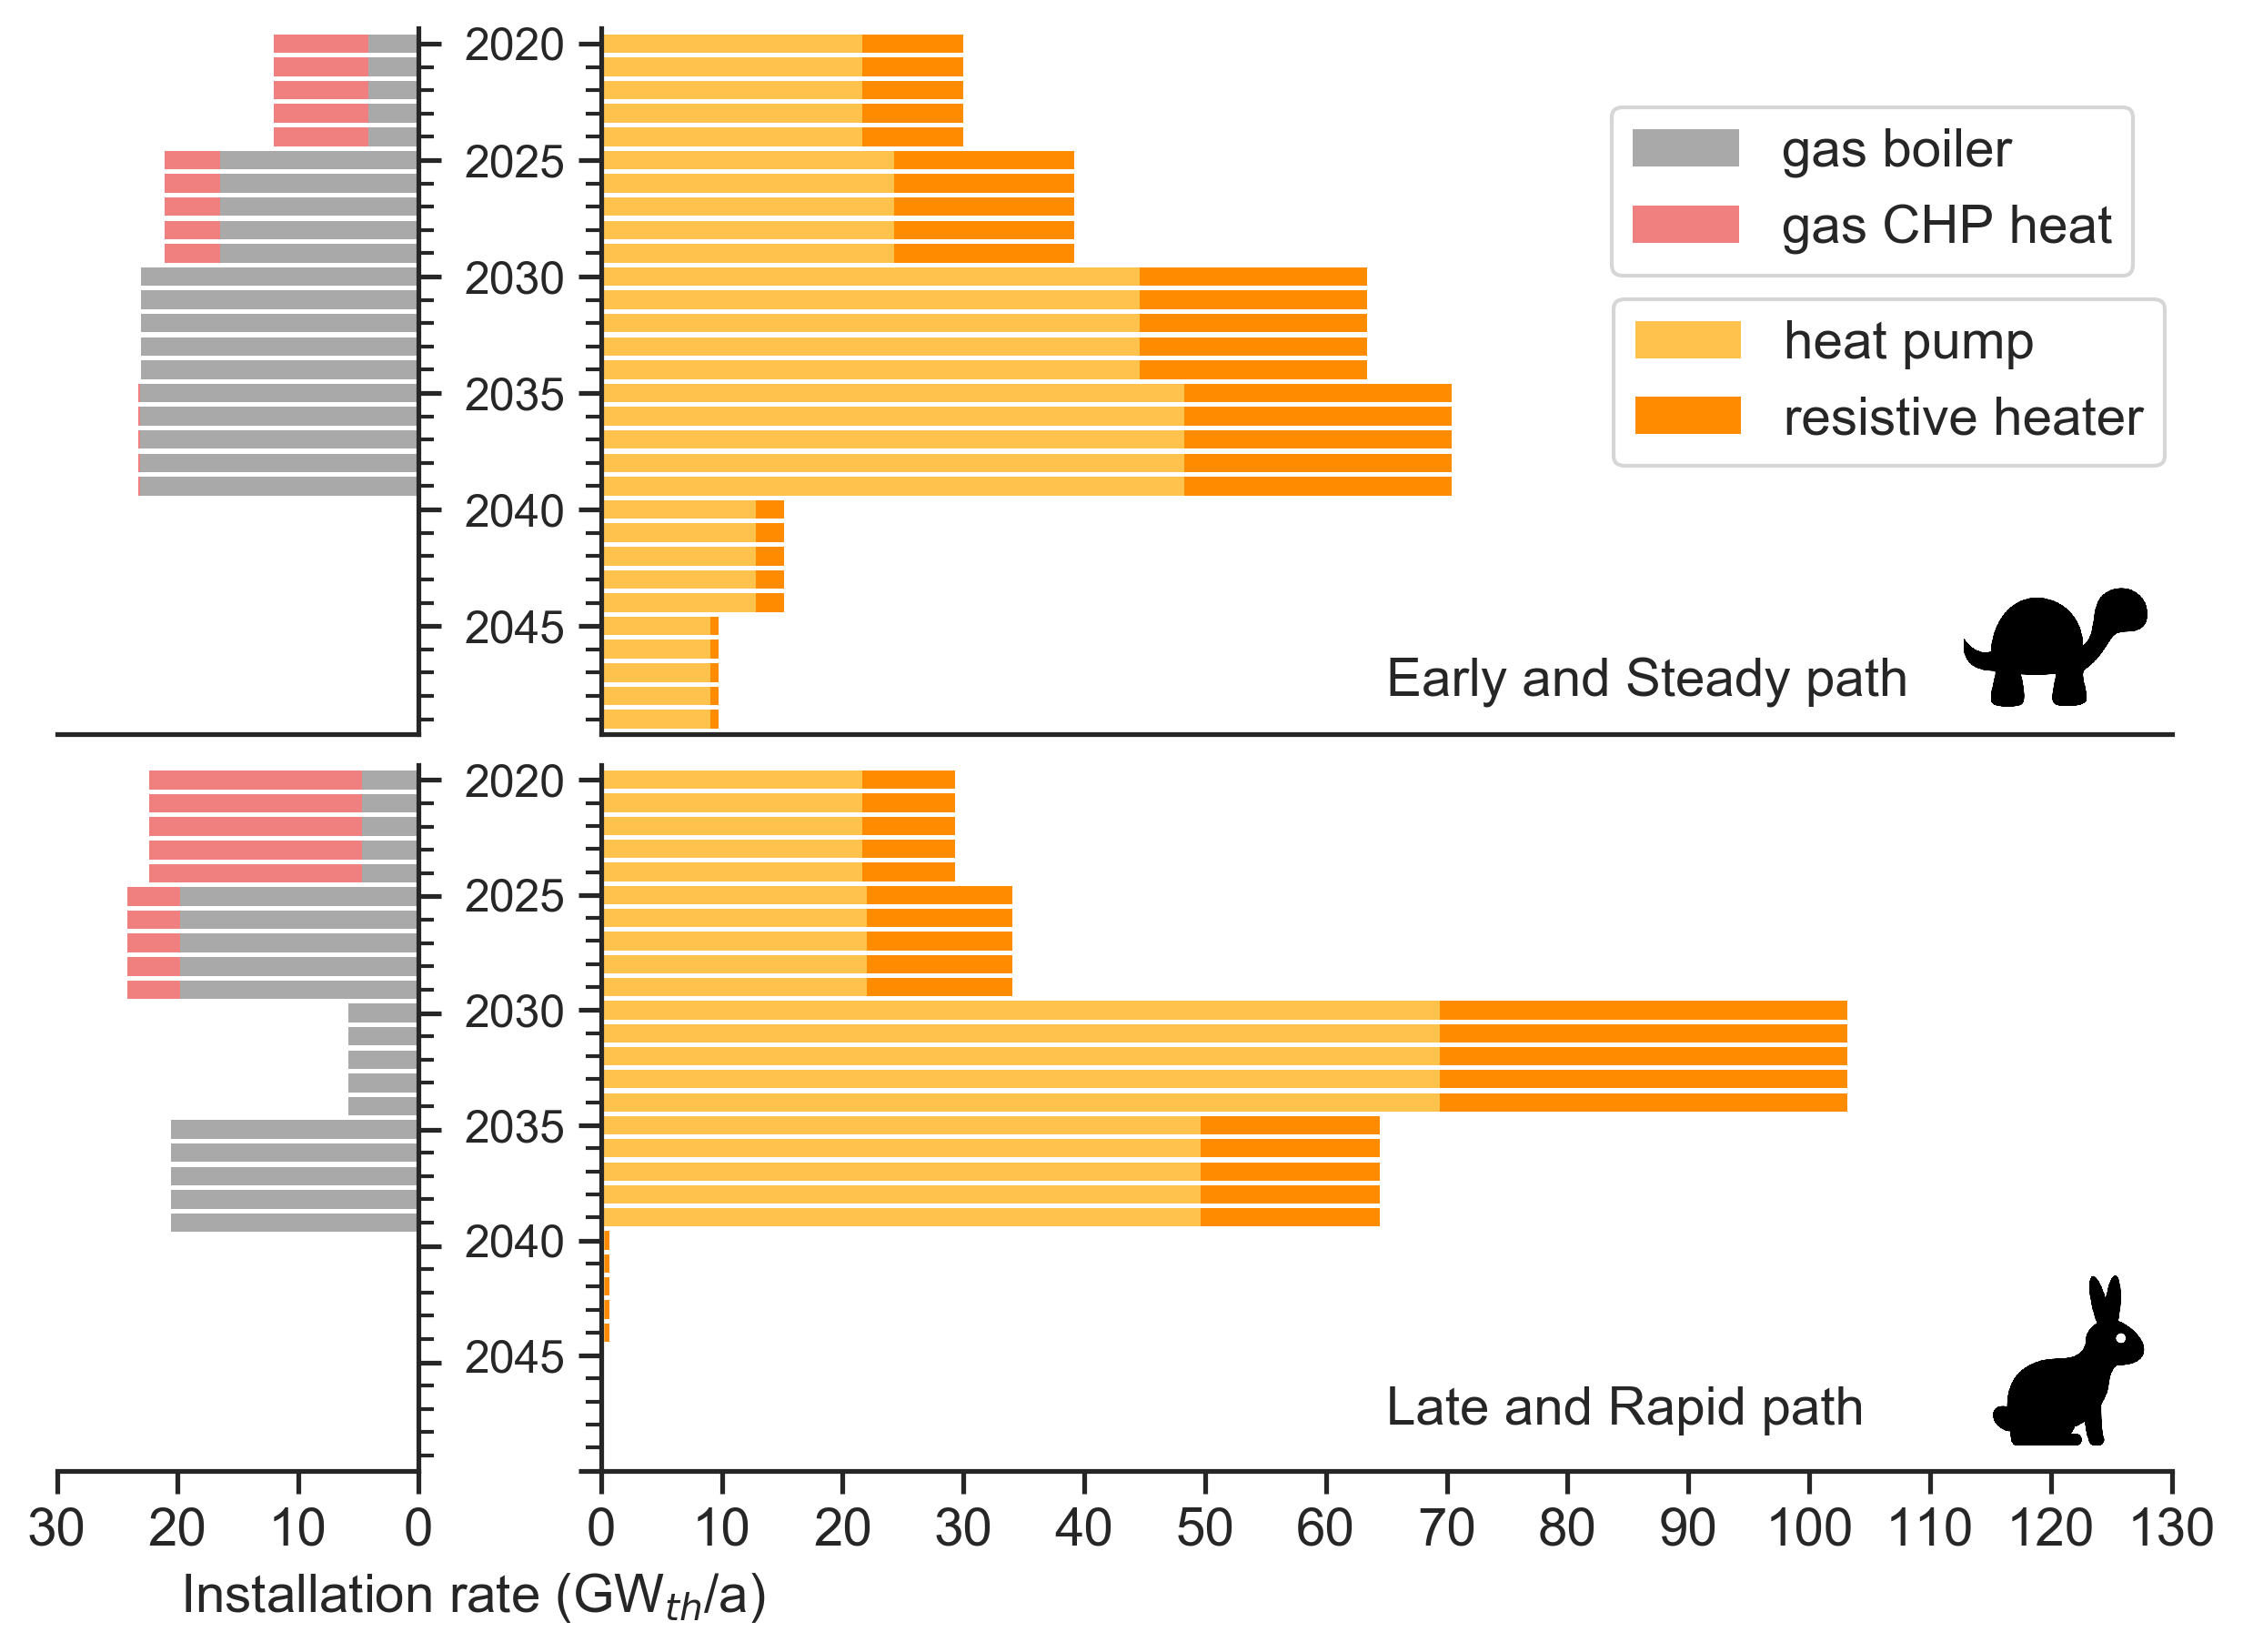 2020
2025
2030
2035
2040
2045
gas boiler
gas CHP heat
heat pump
resistive heater
Early and Steady path
2020
2025
2030
2035
2040
2045
Late and Rapid path
30 20 10 0 0 10 20 30 40 50 60 70 80 90 100 110 120 130
Installation rate (GW_th/a)